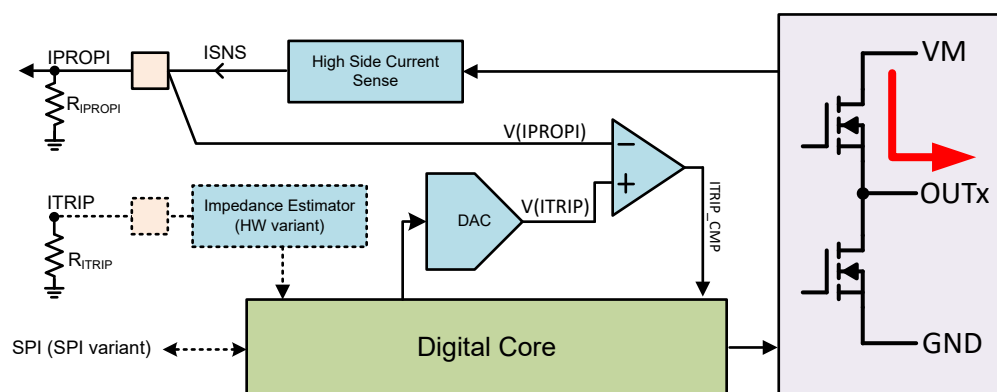 IPROPI
ISNS
High Side Current
Sense
VM
RIPROPI
V(IPROPI)
−
+
ITRIP
Impedance Estimator
(HW variant)
DAC
V(ITRIP)
ITRIP_CMP
OUTx
RITRIP
SPI (SPI variant)
Digital Core
GND